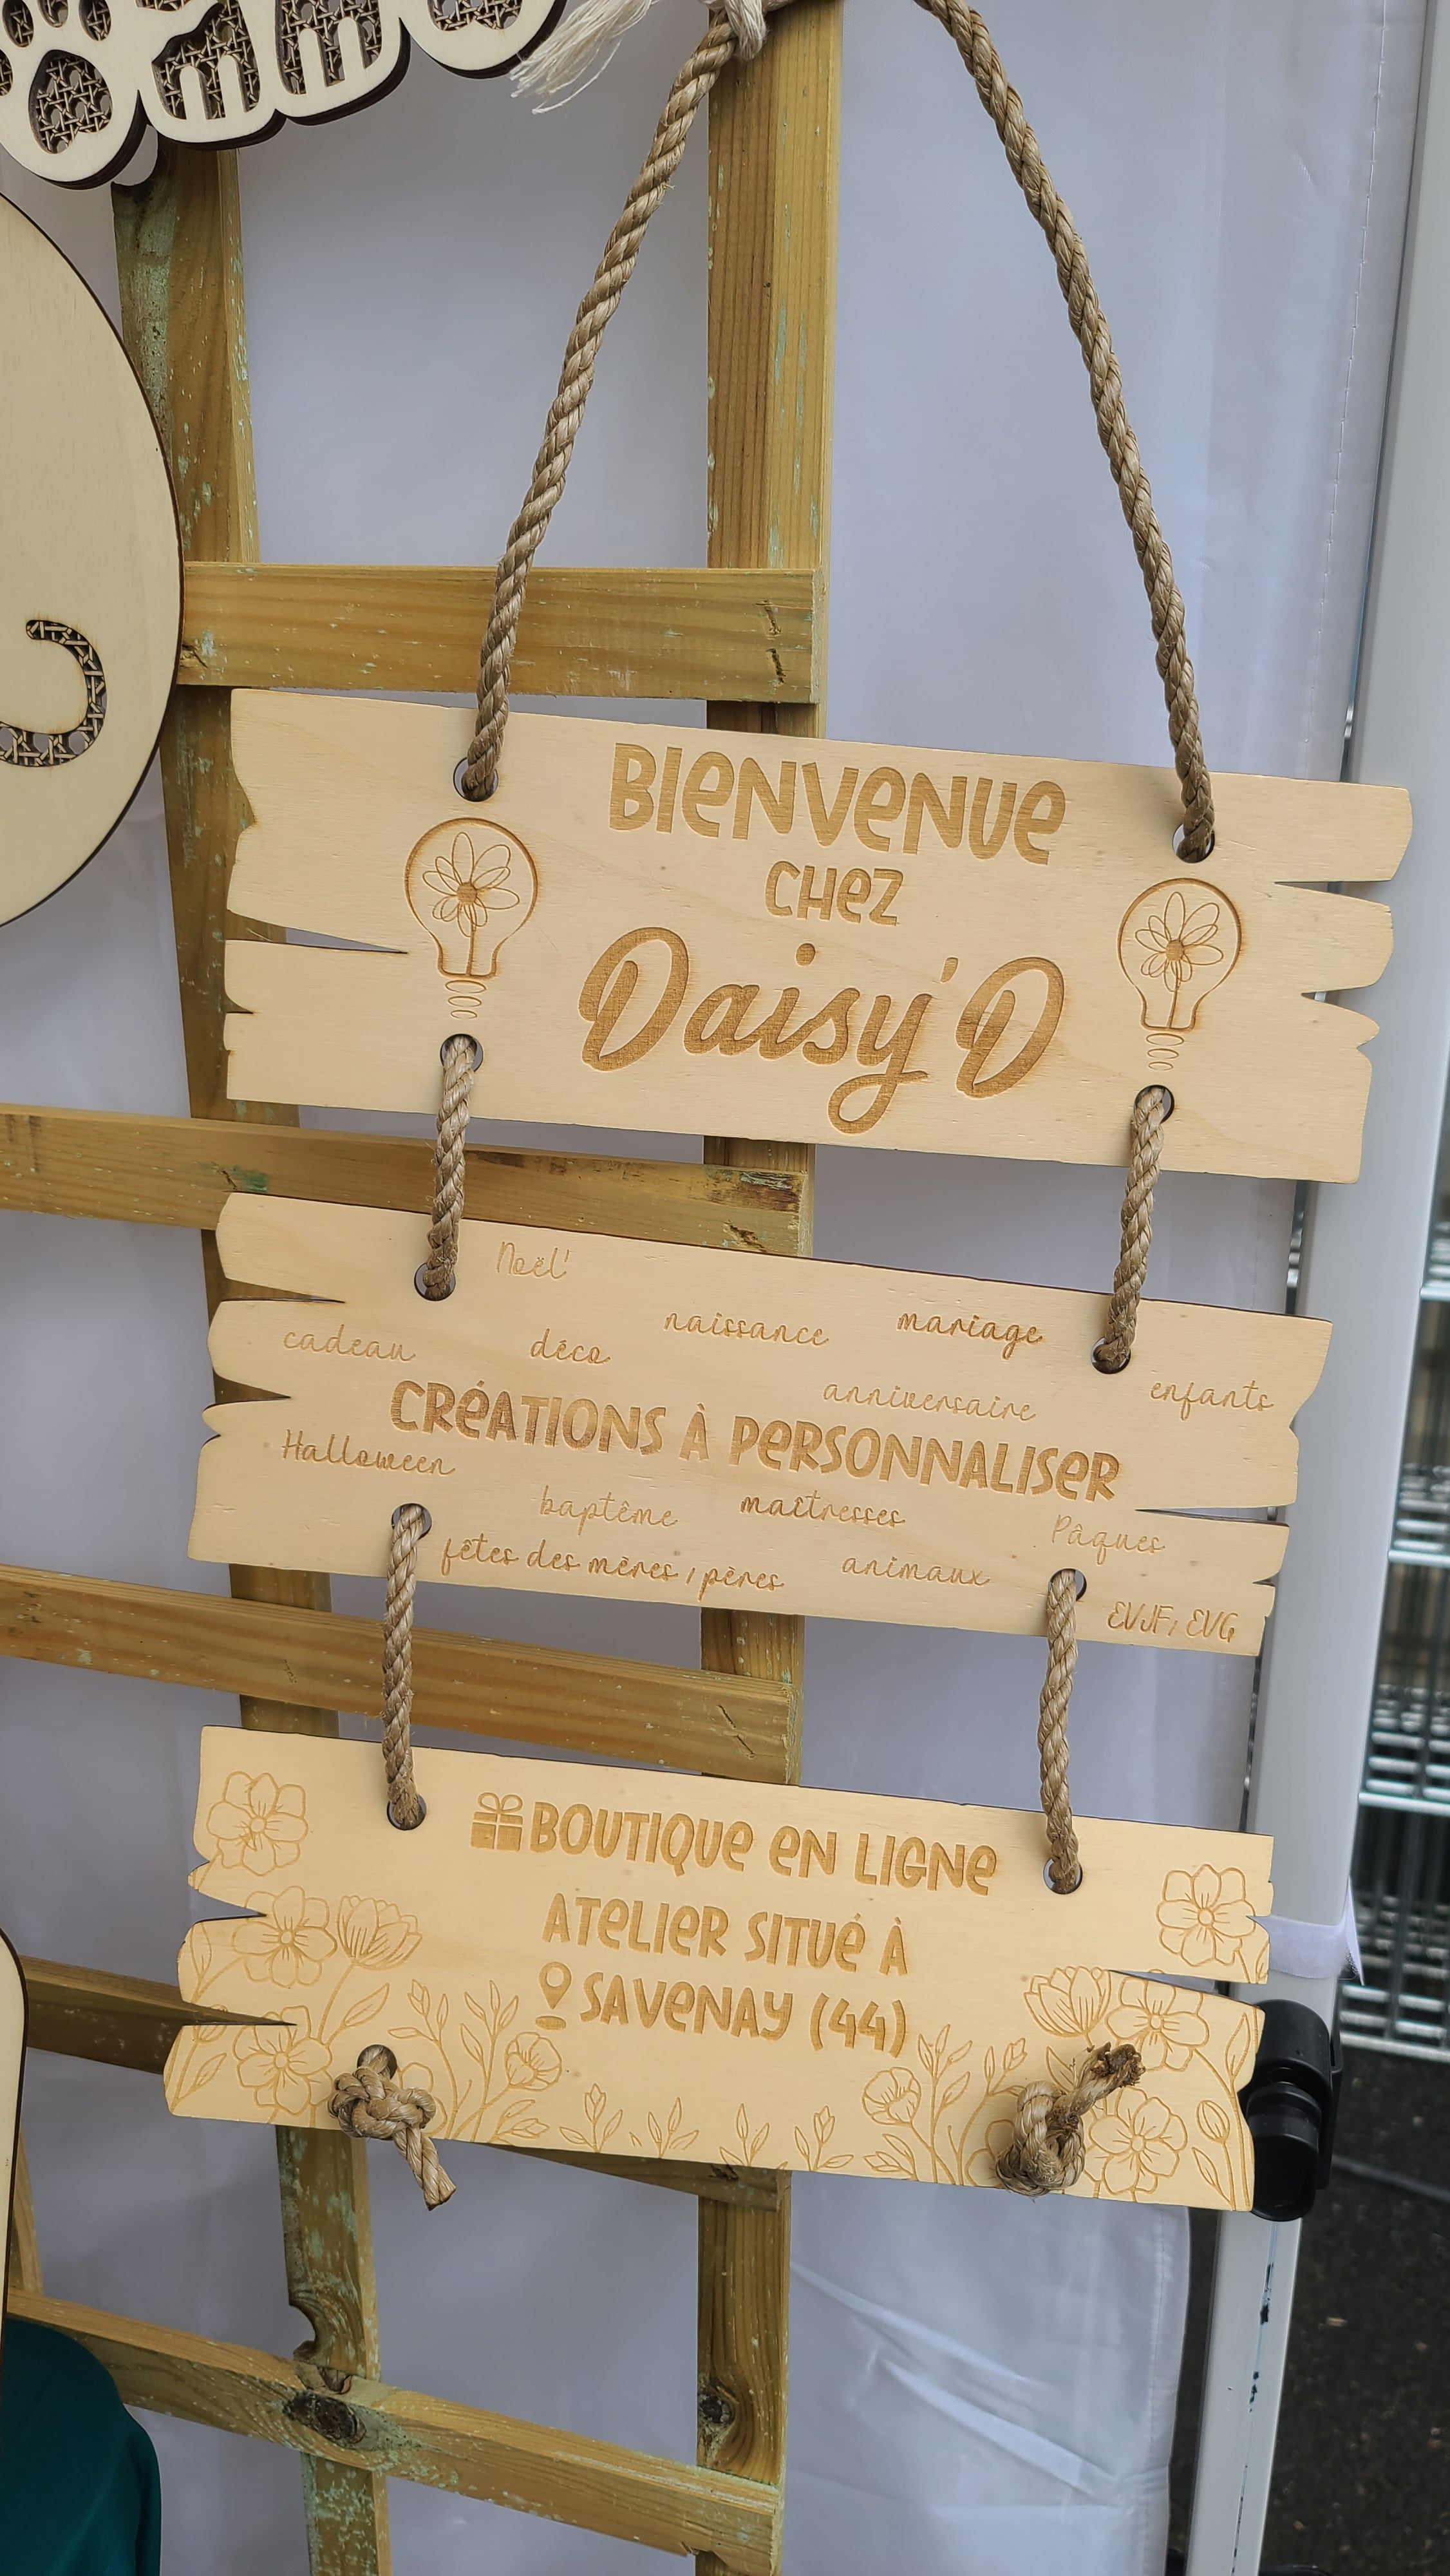 BIENVENUE
CHEZ
Daisy'D
Noël'
naissance mariage
cadeau déco
anniversaire enfants
CRÉATIONS À PERSONNALISER
Halloween
baptême maîtresses Pâques
fêtes des mères / pères animaux
EVJF / EVG
BOUTIQUE EN LIGNE
ATELIER SITUÉ À
SAVENAY (44)